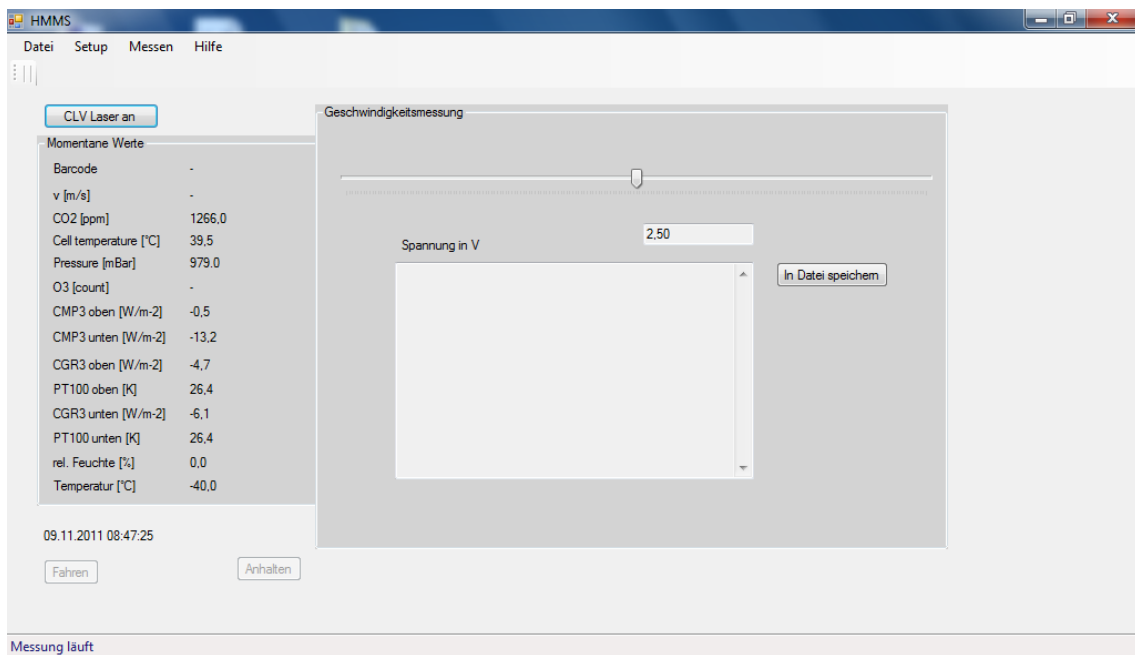 HMMS
Datei Setup Messen Hilfe
CLV Laser an
Momentane Werte
Barcode -
v [m/s] -
CO2 [ppm] 1266,0
Cell temperature [°C] 39,5
Pressure [mBar] 979.0
O3 [count] -
CMP3 oben [W/m-2] -0,5
CMP3 unten [W/m-2] -13,2
CGR3 oben [W/m-2] -4,7
PT100 oben [K] 26,4
CGR3 unten [W/m-2] -6,1
PT100 unten [K] 26,4
rel. Feuchte [%] 0,0
Temperatur [°C] -40,0
09.11.2011 08:47:25
Fahren Anhalten
Geschwindigkeitsmessung
2,50
Spannung in V
In Datei speichern
Messung läuft